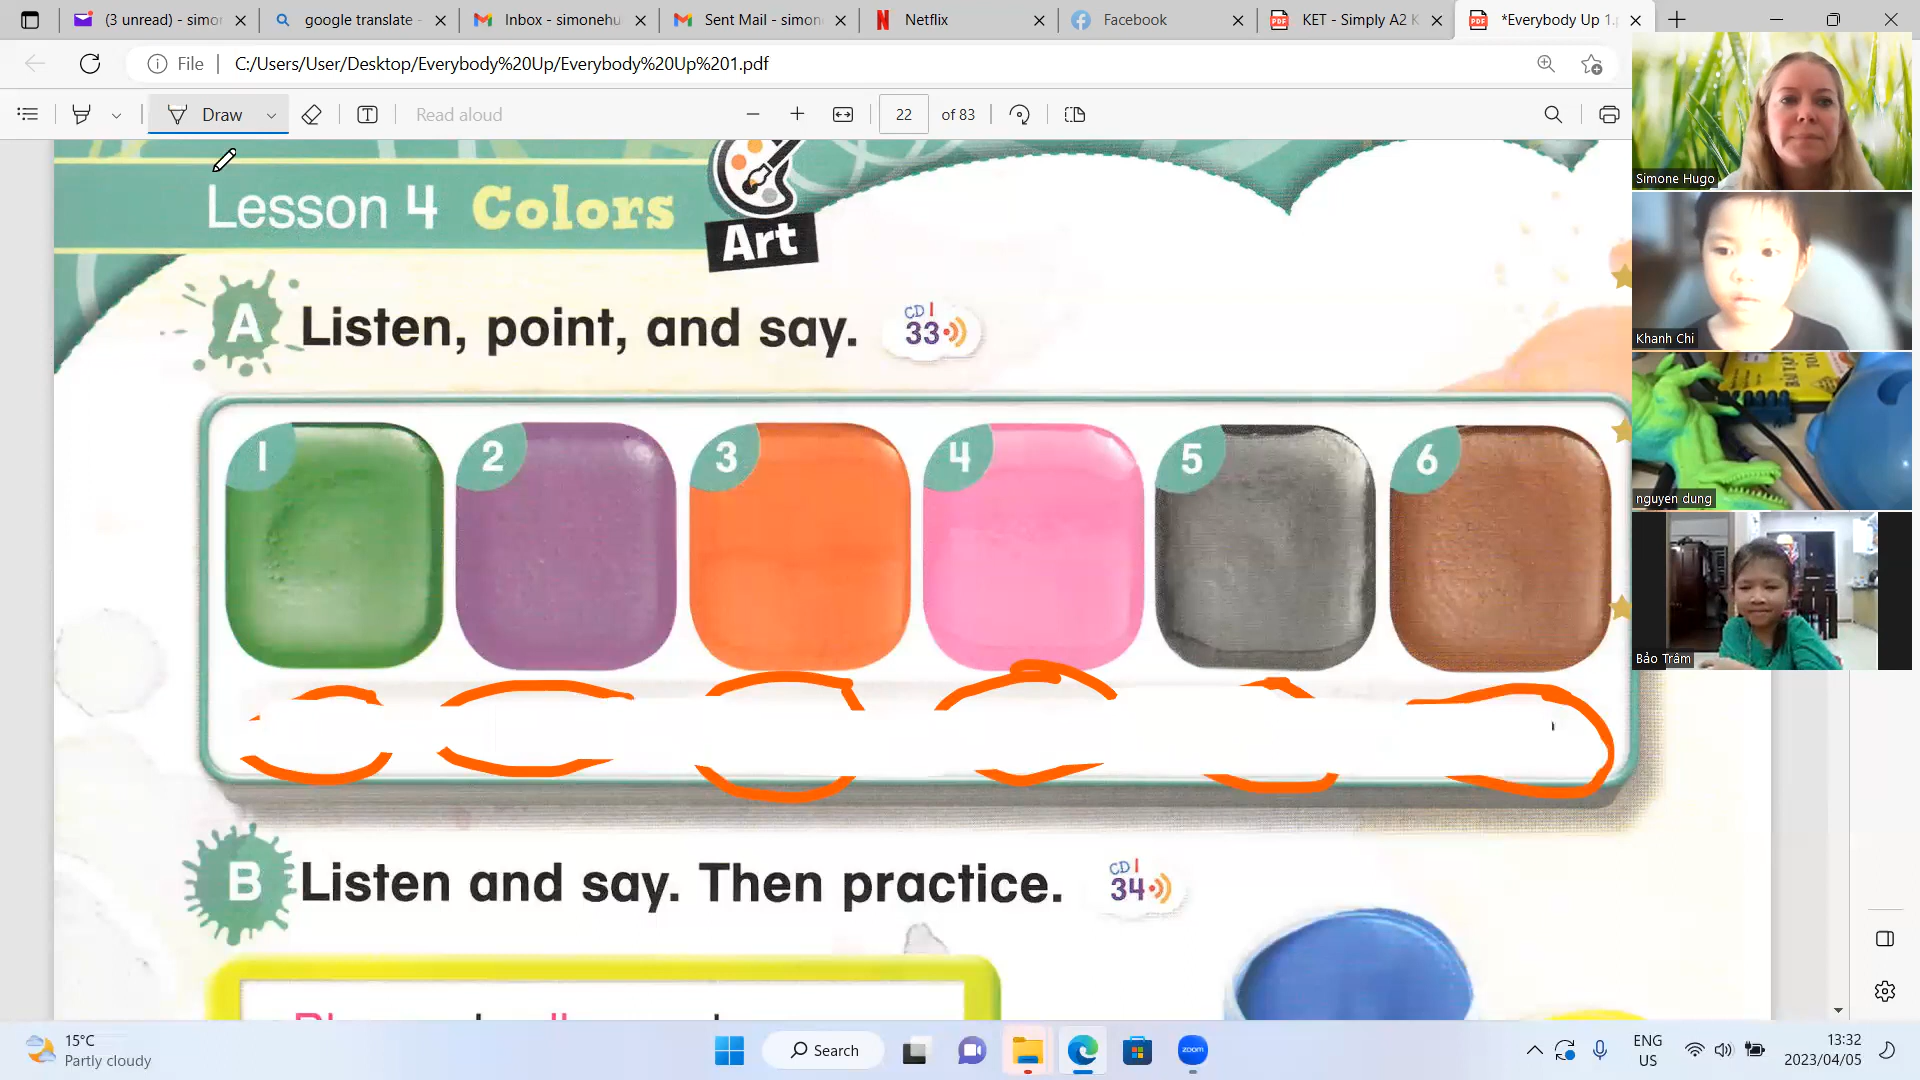 (3 unread) - simo
google translate -
Inbox - simonehu
Sent Mail - simon
Netflix
Facebook
KET - Simply A2 K
*Everybody Up 1.p
File
C:/Users/User/Desktop/Everybody%20Up/Everybody%20Up%201.pdf
Draw
Read aloud
22 of 83
Lesson 4 Colors
Art
A Listen, point, and say. CD 1 33
1 2 3 4 5 6
B Listen and say. Then practice. CD 1 34
Simone Hugo
Khanh Chi
nguyen dung
Bảo Trâm
15°C
Partly cloudy
Search
zoom
ENG
US
13:32
2023/04/05